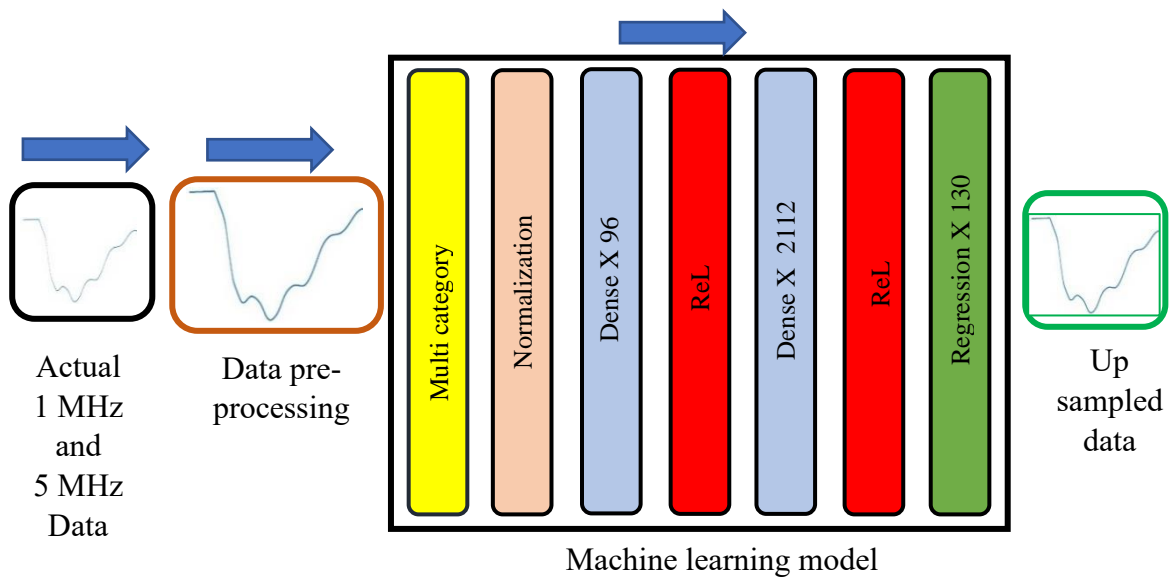 Actual
1 MHz
and
5 MHz
Data
Data pre-
processing
Multi category
Normalization
Dense X 96
ReL
Dense X  2112
ReL
Regression X 130
Machine learning model
Up
sampled
data